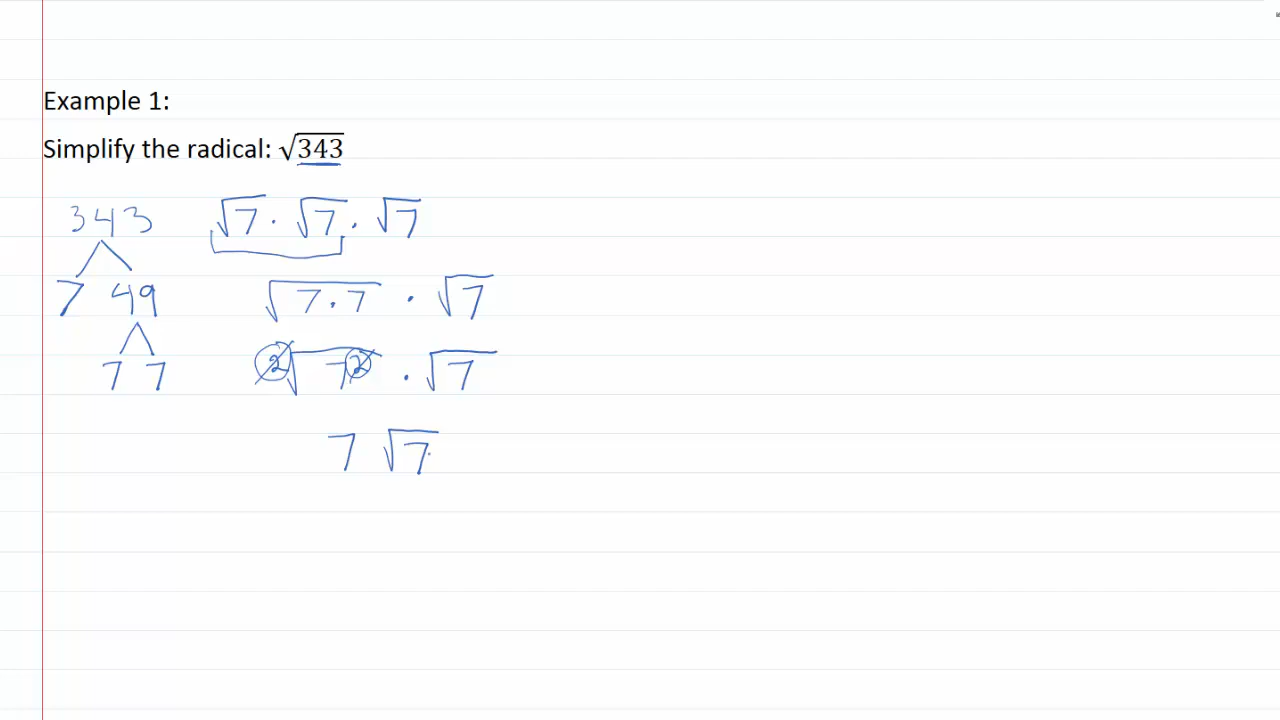 Example 1:
Simplify the radical: √343
343 √7 · √7 · √7
7 49 √7·7 · √7
7 7 ²√7² · √7
7 √7